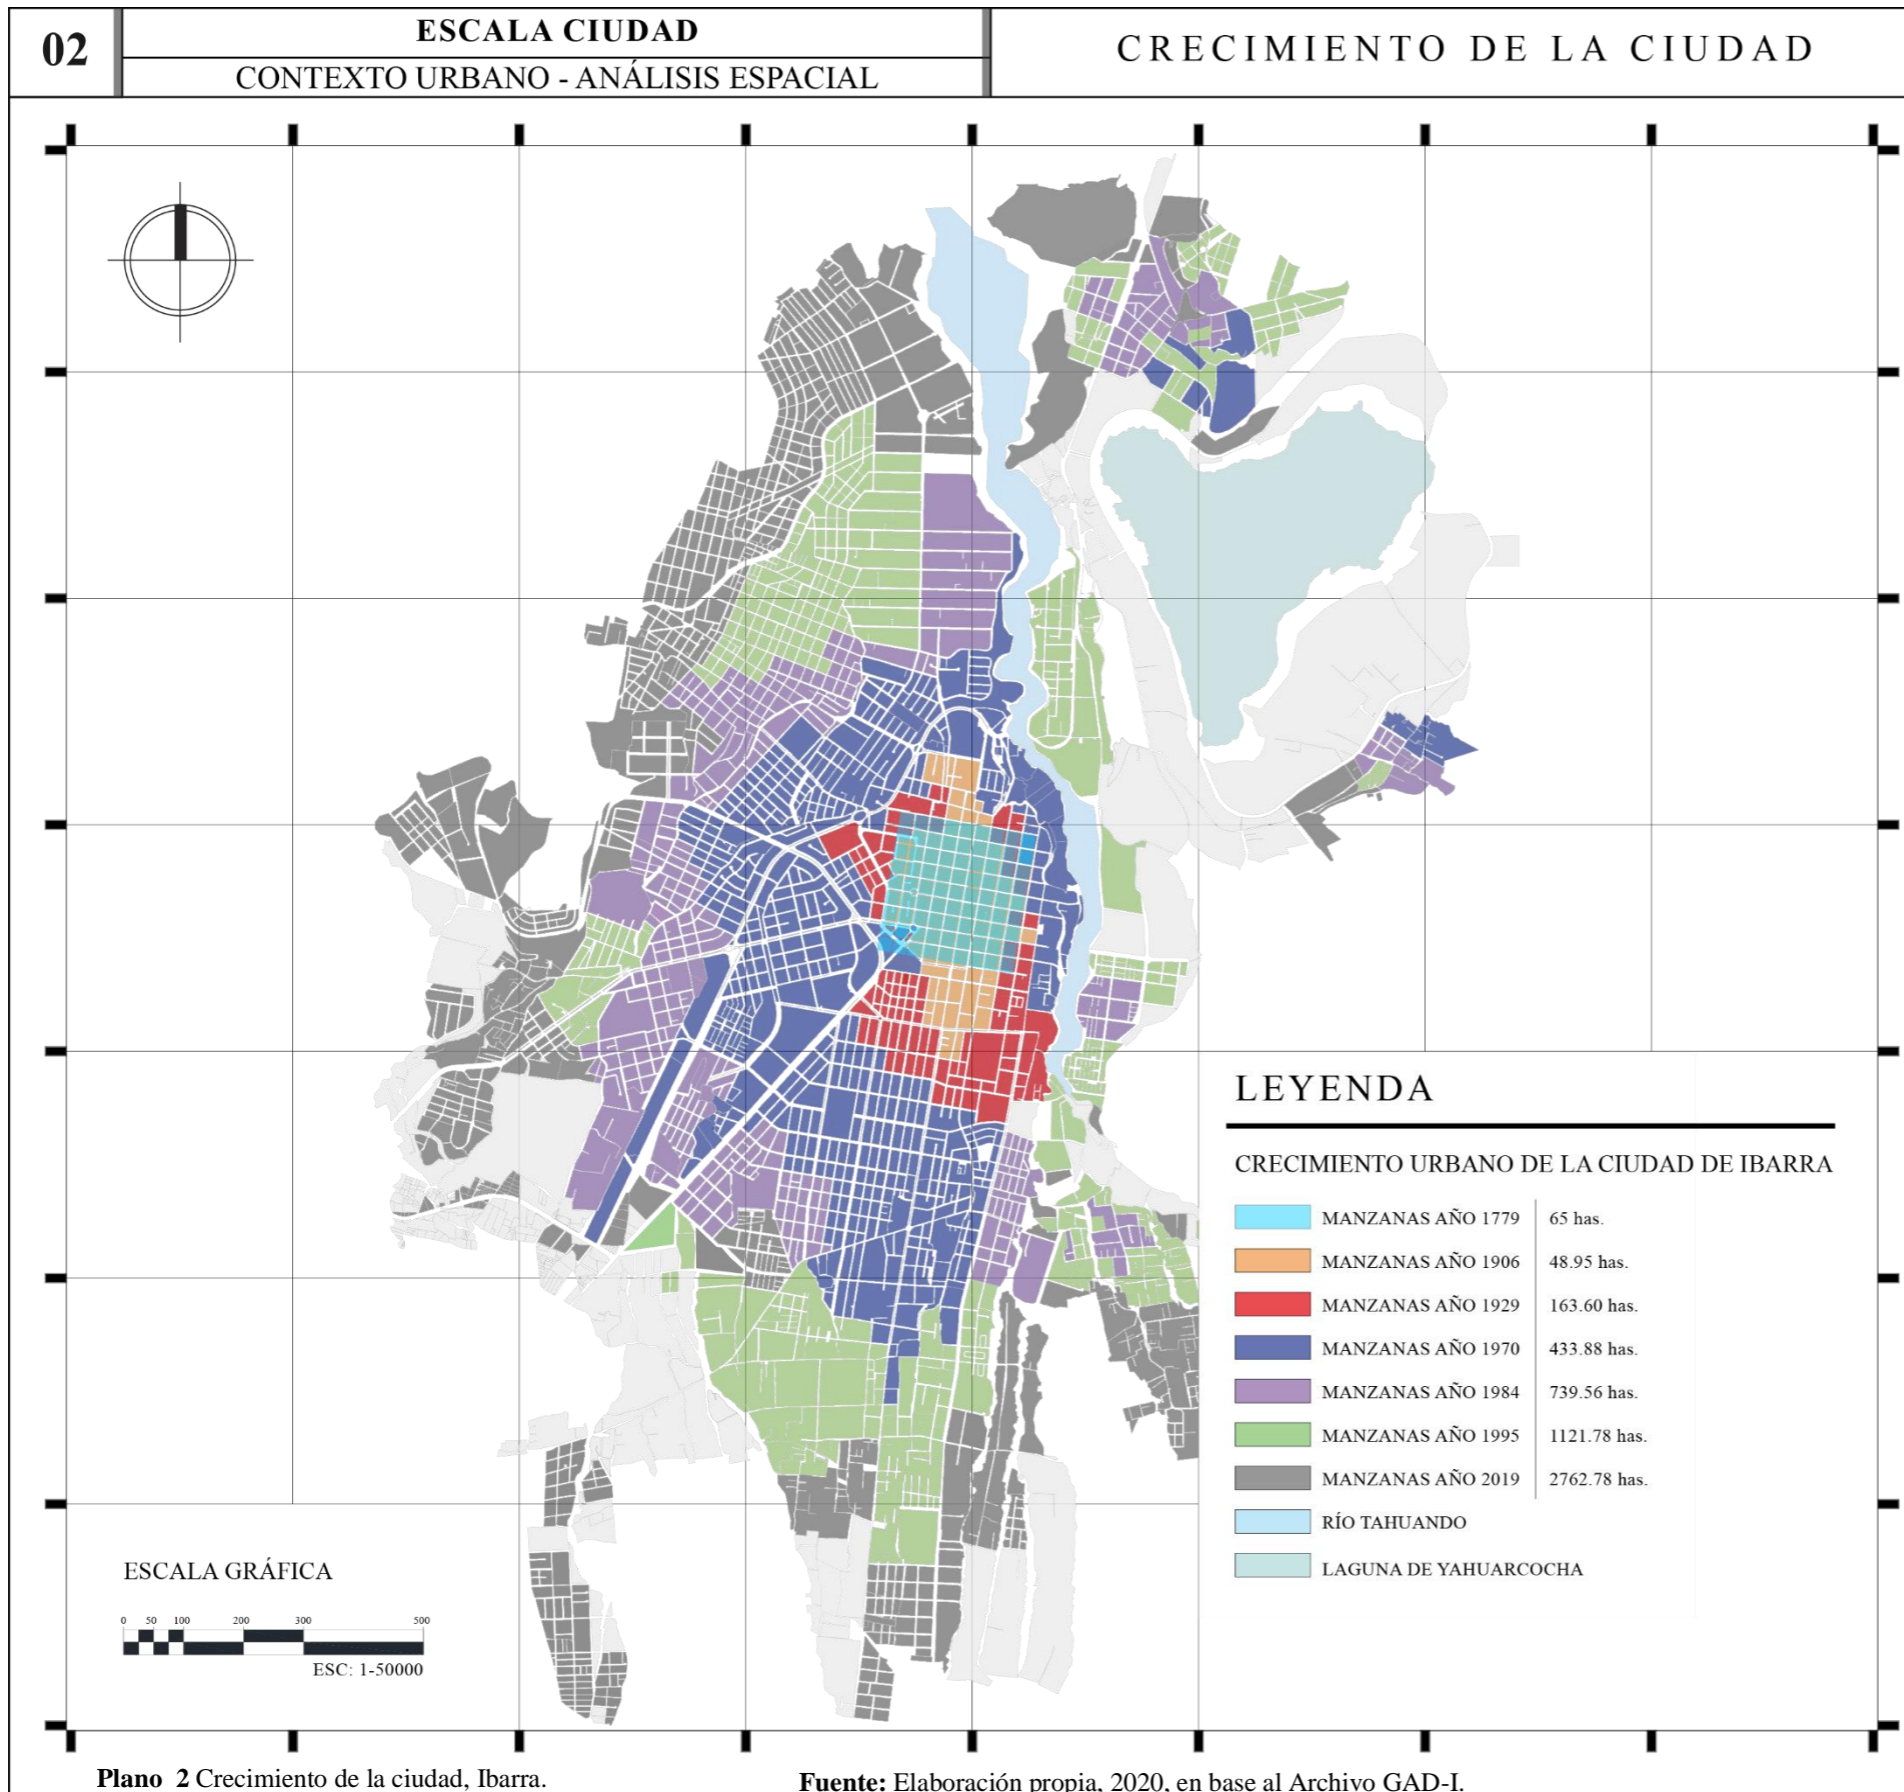 02
ESCALA CIUDAD
CONTEXTO URBANO - ANÁLISIS ESPACIAL
CRECIMIENTO DE LA CIUDAD
LEYENDA
CRECIMIENTO URBANO DE LA CIUDAD DE IBARRA
MANZANAS AÑO 1779 65 has.
MANZANAS AÑO 1906 48.95 has.
MANZANAS AÑO 1929 163.60 has.
MANZANAS AÑO 1970 433.88 has.
MANZANAS AÑO 1984 739.56 has.
MANZANAS AÑO 1995 1121.78 has.
MANZANAS AÑO 2019 2762.78 has.
RÍO TAHUANDO
LAGUNA DE YAHUARCOCHA
ESCALA GRÁFICA
0 50 100 200 300 500
ESC: 1-50000
Plano 2 Crecimiento de la ciudad, Ibarra.
Fuente: Elaboración propia, 2020, en base al Archivo GAD-I.